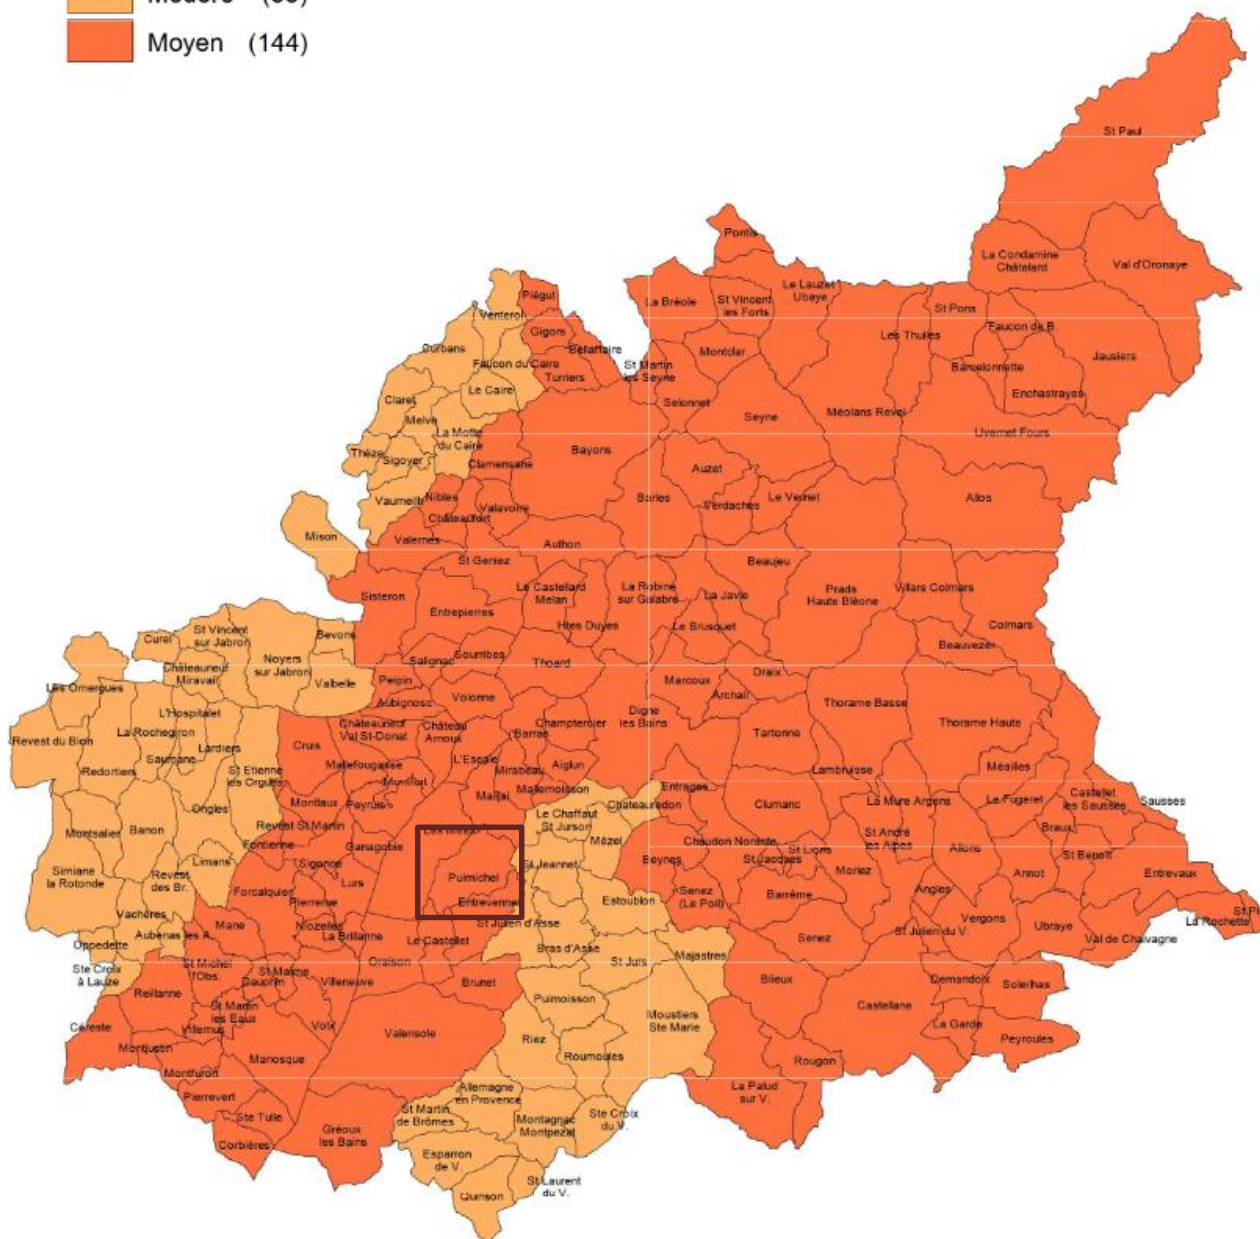 Moyen (144)
St Paul
Pontis
La Condamine
Châtelard
Val d'Oronaye
Le Lauzet
Ubaye
La Bréole
St Vincent
les Forts
Piégut
Venterol
St Pons
Les Thuiles
Faucon de B.
Gigors
Curbans
Bellaffaire
Montclar
Jausiers
Faucon du Caire
St Martin
les Seyne
Barcelonnette
Turriers
Le Caire
Enchastrayes
Claret
Selonnet
Seyne
Méolans Revel
Melve
Uvernet Fours
La Motte
du Caire
Bayons
Thèze
Sigoyer
Clamensane
Auzet
Vaumeilh
Nibles
Barles
Le Vernet
Allos
Verdaches
Valavoire
Châteaufort
Mison
Valernes
Authon
St Geniez
Beaujeu
Sisteron
Le Castellard
Melan
La Robine
sur Galabre
La Javie
Prads
Haute Bléone
Villars Colmars
Entrepierres
Htes Duyes
Le Brusquet
Colmars
Curel
St Vincent
sur Jabron
Bevons
Beauvezer
Noyers
sur Jabron
Châteauneuf
Miravail
Valbelle
Salignac
Sourribes
Thoard
Les Omergues
Peipin
Marcoux
Draix
Archail
Aubignosc
Volonne
Thorame Basse
L'Hospitalet
Digne
les Bains
Thorame Haute
Revest du Bion
La Rochegiron
Châteauneuf
Val St-Donat
Château
Arnoux
Champtercier
Barras
Tartonne
Lardiers
Cruis
Saumane
L'Escale
Redortiers
St Etienne
les Orgues
Mallefougasse
Mirabeau
Aiglun
Lambruisse
Méailles
Montfort
Mallemoisson
Entrages
Malijai
Castellet
les Sausses
Sausses
Ongles
Montlaux
Peyruis
Chateauredon
Clumanc
La Mure Argens
Le Fugeret
Montsalier
Banon
Revest St Martin
Le Chaffaut
St Jurson
Braux
Fontienne
Ganagobie
Mézel
Chaudon Norante
St André
les Alpes
Allons
St Benoît
Limans
Sigonce
St Jeannet
Beynes
St Jacques
St Lions
Moriez
Annot
Entrevaux
Simiane
la Rotonde
Revest
des Br.
Lurs
Puimichel
Forcalquier
Pierrerue
Entrevennes
Estoublon
Senez
(Le Poil)
Barrême
Angles
Vachères
Mane
Niozelles
St Julien d'Asse
Vergons
Ubraye
La Rochette
Aubenas les A.
La Brillanne
Le Castellet
St Julien du V.
Val de Chalvagne
Oppedette
Senez
Bras d'Asse
Majastres
Ste Croix
à Lauze
St Michel
l'Obs.
St Maime
Dauphin
Oraison
St Jurs
Villeneuve
Brunet
Blieux
Demandolx
Soleilhas
Reillanne
Puimoisson
Castellane
St Martin
les Eaux
Céreste
Villemus
Volx
Valensole
Moustiers
Ste Marie
La Garde
Riez
Peyroules
Montjustin
Manosque
Roumoules
Rougon
Montfuron
Pierrevert
Allemagne
en Provence
La Palud
sur V.
Ste Tulle
St Martin
de Brômes
Montagnac
Montpezat
Ste Croix
du V.
Gréoux
les Bains
Corbières
Esparron
de V.
St Laurent
du V.
Quinson